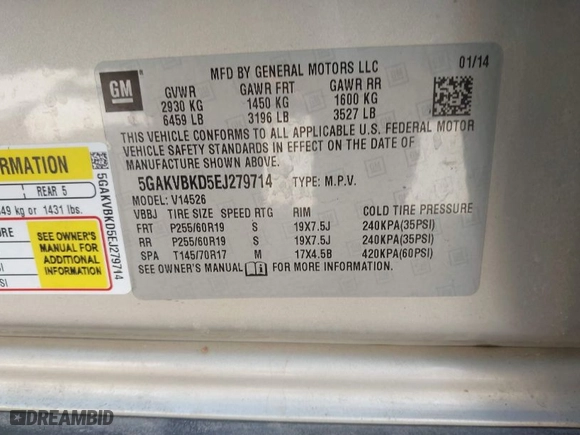 GM
MFD BY GENERAL MOTORS LLC 01/14
GVWR GAWR FRT GAWR RR
2930 KG 1450 KG 1600 KG
6459 LB 3196 LB 3527 LB
THIS VEHICLE CONFORMS TO ALL APPLICABLE U.S. FEDERAL MOTOR
VEHICLE SAFETY STANDARDS IN EFFECT ON THE DATE OF
MANUFACTURE SHOWN ABOVE.
5GAKVBKD5EJ279714 TYPE: M.P.V.
MODEL: V14526
VBBJ TIRE SIZE SPEED RTG RIM COLD TIRE PRESSURE
FRT P255/60R19 S 19X7.5J 240KPA(35PSI)
RR P255/60R19 S 19X7.5J 240KPA(35PSI)
SPA T145/70R17 M 17X4.5B 420KPA(60PSI)
SEE OWNER'S MANUAL FOR ADDITIONAL INFORMATION.
REAR 5
kg or 1431 lbs.
SEE OWNER'S
MANUAL FOR
ADDITIONAL
INFORMATION
5GAKVBKD5EJ279714
DREAMBID